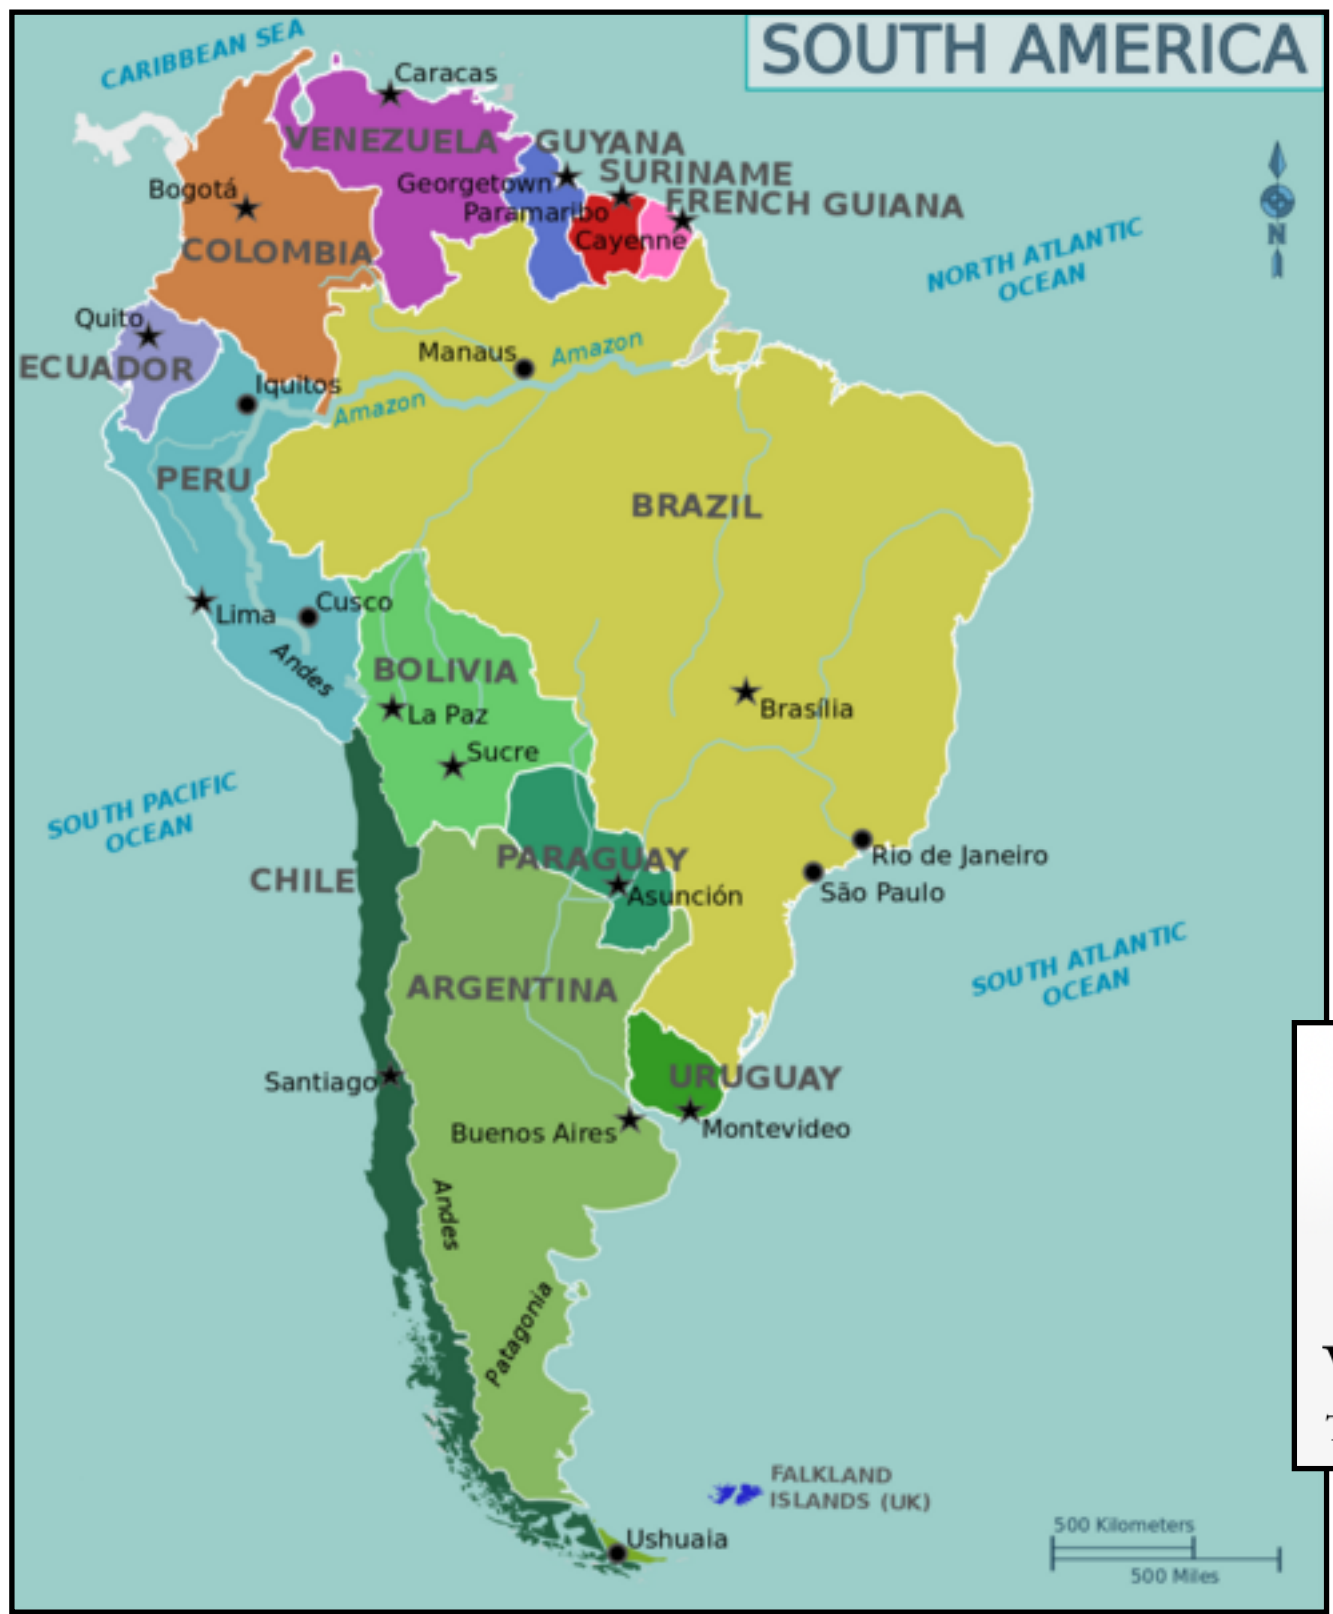 SOUTH AMERICA
CARIBBEAN SEA
Caracas
VENEZUELA
GUYANA
SURINAME
Georgetown
FRENCH GUIANA
Bogotá
Paramaribo
Cayenne
COLOMBIA
NORTH ATLANTIC
OCEAN
N
Quito
ECUADOR
Manaus
Amazon
Iquitos
Amazon
PERU
BRAZIL
Lima
Cusco
Andes
BOLIVIA
La Paz
Brasília
Sucre
SOUTH PACIFIC
OCEAN
CHILE
PARAGUAY
Asunción
Rio de Janeiro
São Paulo
ARGENTINA
SOUTH ATLANTIC
OCEAN
Santiago
URUGUAY
Buenos Aires
Montevideo
Andes
Patagonia
FALKLAND
ISLANDS (UK)
Ushuaia
500 Kilometers
500 Miles